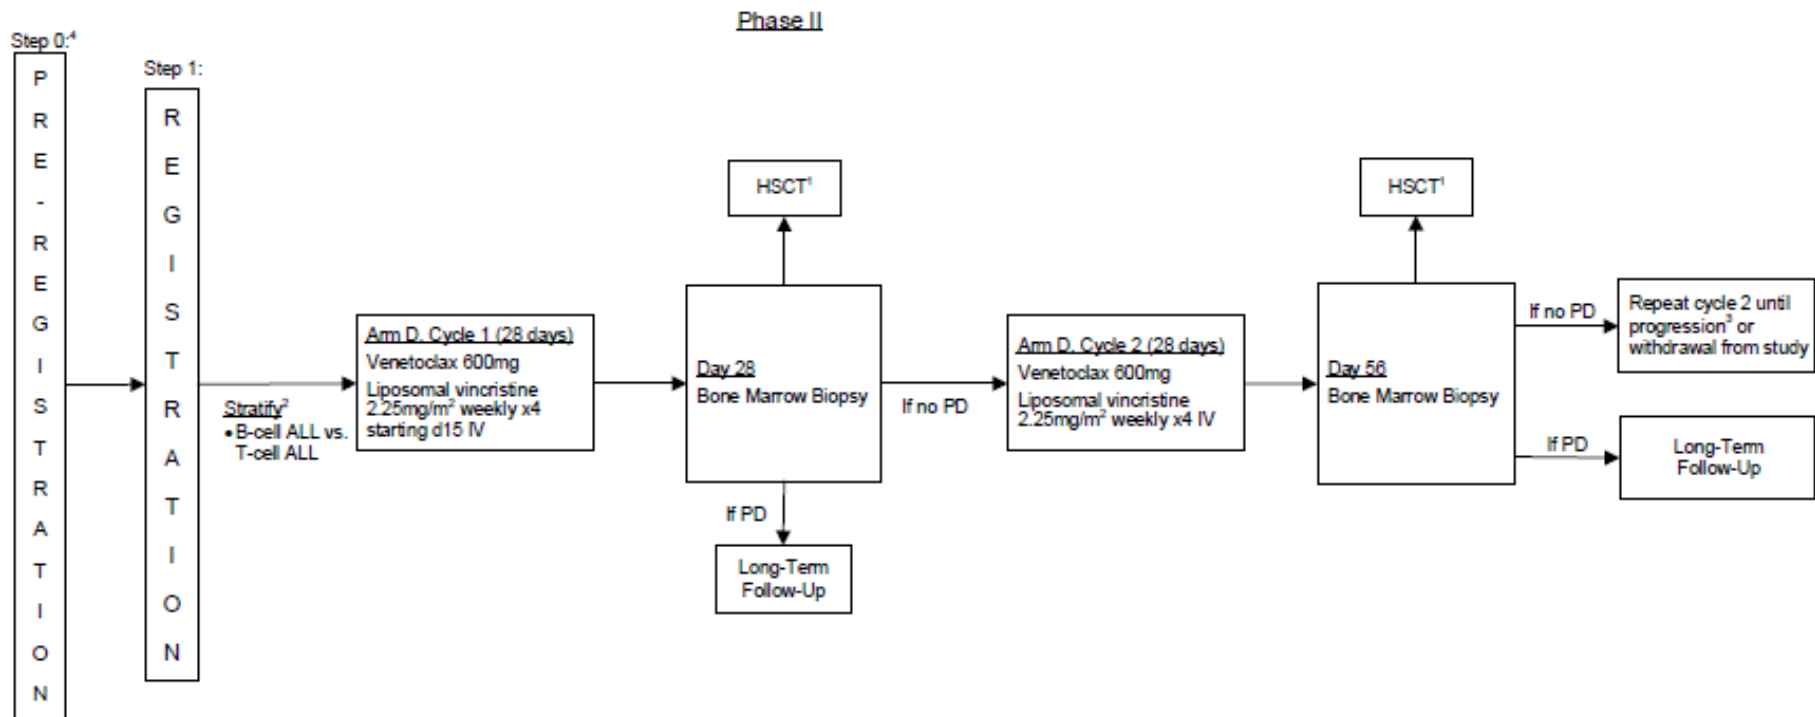 Phase II
Step 0:⁴
P
R
E
-
R
E
G
I
S
T
R
A
T
I
O
N
Step 1:
R
E
G
I
S
T
R
A
T
I
O
N
Stratify²
•B-cell ALL vs.
T-cell ALL
Arm D. Cycle 1 (28 days)
Venetoclax 600mg
Liposomal vincristine
2.25mg/m² weekly x4
starting d15 IV
HSCT¹
Day 28
Bone Marrow Biopsy
If PD
Long-Term
Follow-Up
If no PD
Arm D. Cycle 2 (28 days)
Venetoclax 600mg
Liposomal vincristine
2.25mg/m² weekly x4 IV
HSCT¹
Day 56
Bone Marrow Biopsy
If no PD
Repeat cycle 2 until
progression³ or
withdrawal from study
If PD
Long-Term
Follow-Up